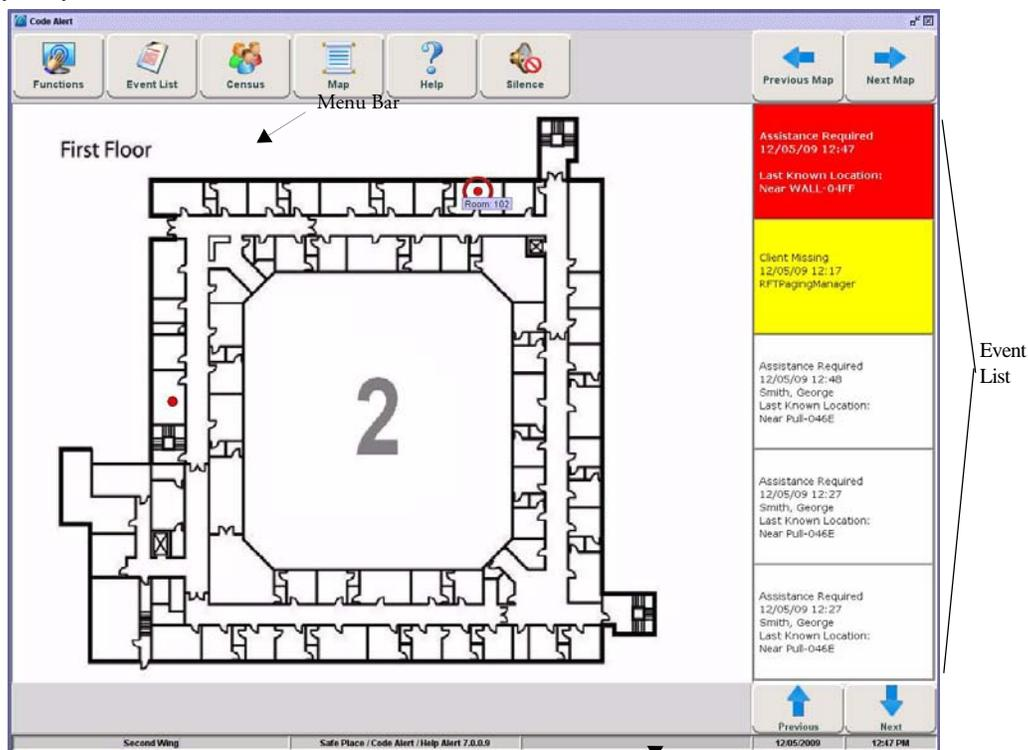 Code Alert
Functions
Event List
Census
Map
Help
Silence
Previous Map
Next Map
Menu Bar
First Floor
Room: 102
2
Assistance Required
12/05/09 12:47
Last Known Location:
Near WALL-04FF
Client Missing
12/05/09 12:17
RFTPagingManager
Assistance Required
12/05/09 12:48
Smith, George
Last Known Location:
Near Pull-046E
Assistance Required
12/05/09 12:27
Smith, George
Last Known Location:
Near Pull-046E
Assistance Required
12/05/09 12:27
Smith, George
Last Known Location:
Near Pull-046E
Event
List
Previous
Next
Second Wing
Safe Place / Code Alert / Help Alert 7.0.0.9
12/05/2009
12:47 PM